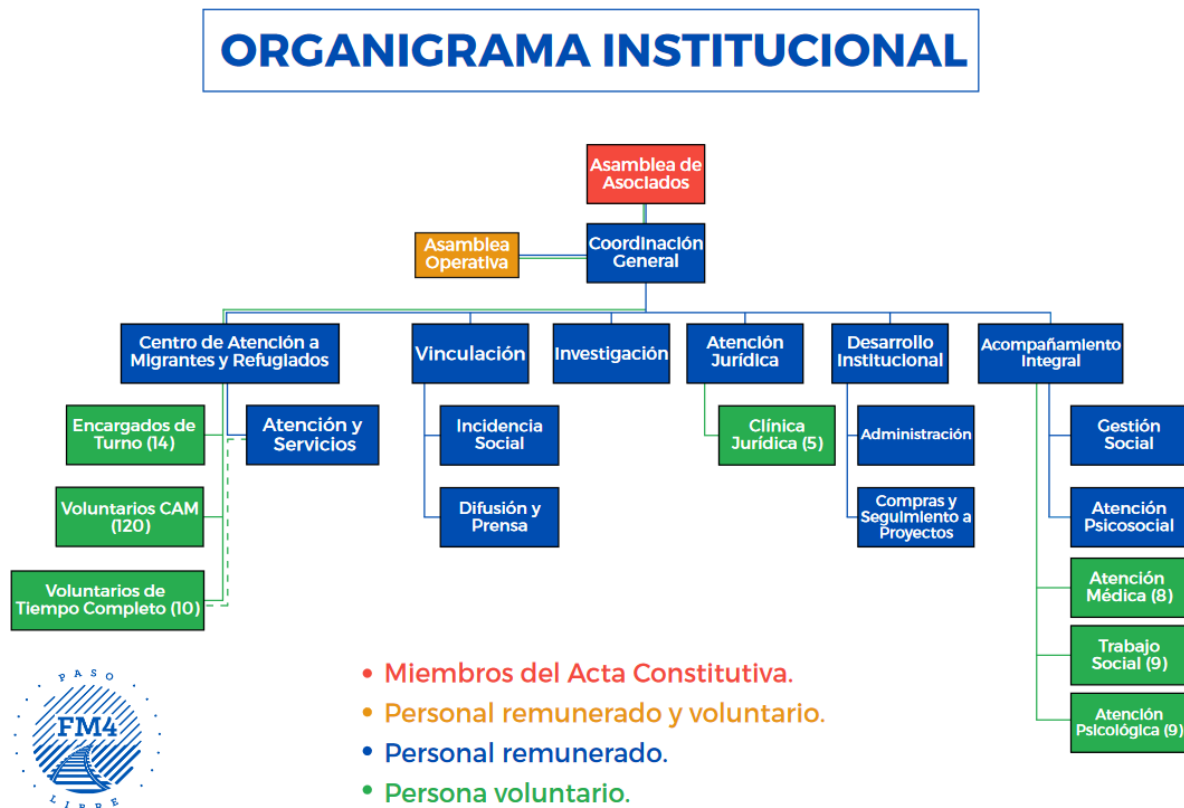 ORGANIGRAMA INSTITUCIONAL
Asamblea de
Asociados
Asamblea
Operativa
Coordinación
General
Centro de Atención a
Migrantes y Refugiados
Vinculación
Investigación
Atención
Jurídica
Desarrollo
Institucional
Acompañamiento
Integral
Encargados de
Turno (14)
Atención y
Servicios
Voluntarios CAM
(120)
Voluntarios de
Tiempo Completo (10)
Incidencia
Social
Difusión y
Prensa
Clínica
Jurídica (5)
Administración
Compras y
Seguimiento a
Proyectos
Gestión
Social
Atención
Psicosocial
Atención
Médica (8)
Trabajo
Social (9)
Atención
Psicológica (9)
• Miembros del Acta Constitutiva.
• Personal remunerado y voluntario.
• Personal remunerado.
• Persona voluntario.
PASO
FM4
LIBRE